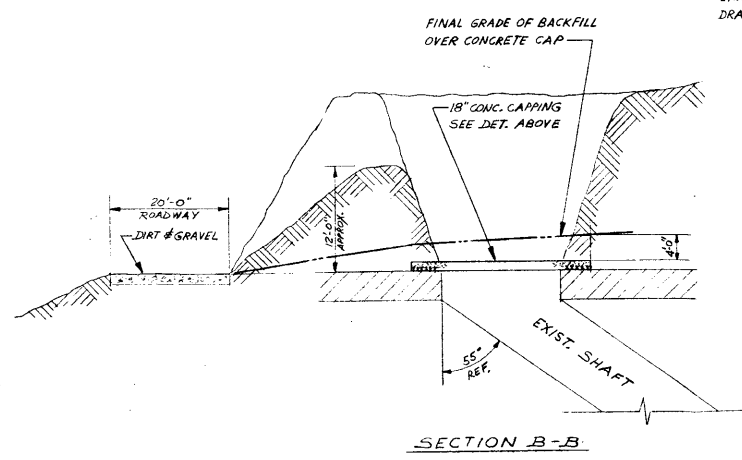 DRA
FINAL GRADE OF BACKFILL
OVER CONCRETE CAP
18" CONC. CAPPING
SEE DET. ABOVE
20'-0"
ROADWAY
DIRT & GRAVEL
12'-0"
APPROX.
4'-0"
55°
REF.
EXIST. SHAFT
SECTION B-B